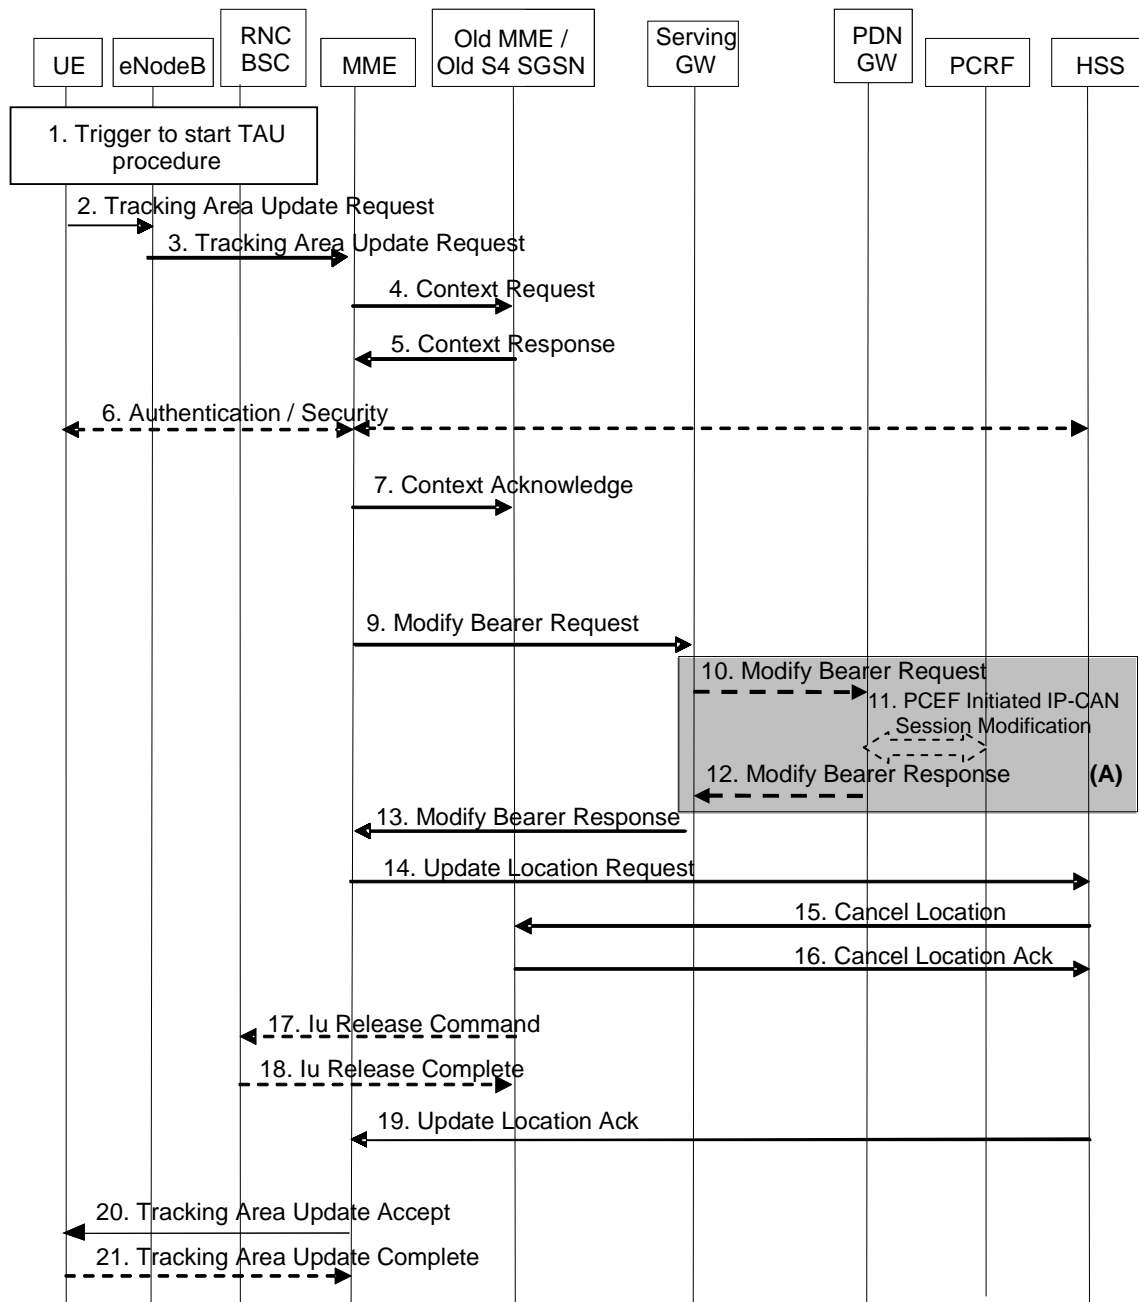 UE
eNodeB
RNC
BSC
MME
Old MME /
Old S4 SGSN
Serving
GW
PDN
GW
PCRF
HSS
1. Trigger to start TAU
procedure
2. Tracking Area Update Request
3. Tracking Area Update Request
4. Context Request
5. Context Response
6. Authentication / Security
7. Context Acknowledge
9. Modify Bearer Request
10. Modify Bearer Request
11. PCEF Initiated IP-CAN
Session Modification
12. Modify Bearer Response
(A)
13. Modify Bearer Response
14. Update Location Request
15. Cancel Location
16. Cancel Location Ack
17. Iu Release Command
18. Iu Release Complete
19. Update Location Ack
20. Tracking Area Update Accept
21. Tracking Area Update Complete